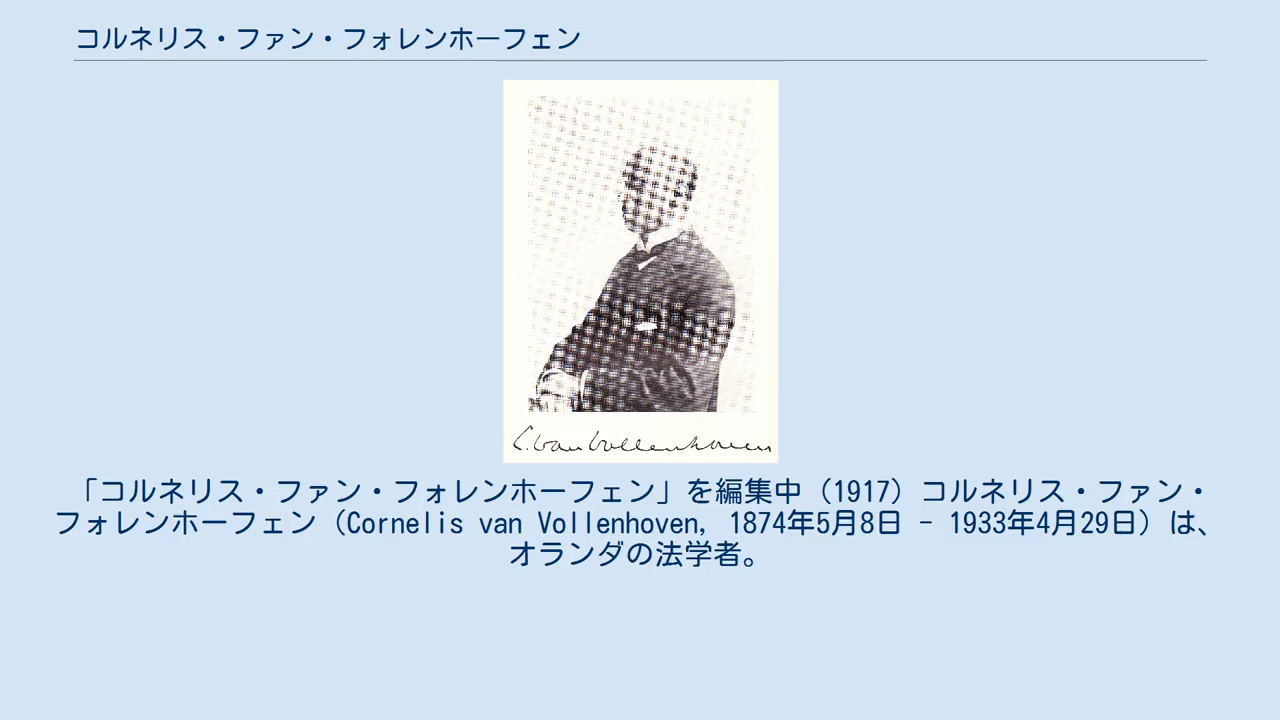 コルネリス・ファン・フォレンホーフェン
C. van Vollenhoven
「コルネリス・ファン・フォレンホーフェン」を編集中（1917）コルネリス・ファン・
フォレンホーフェン（Cornelis van Vollenhoven, 1874年5月8日 - 1933年4月29日）は、
オランダの法学者。